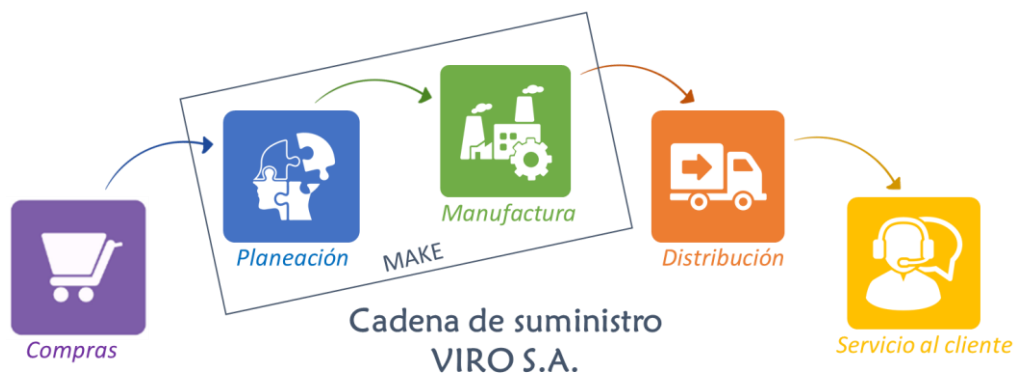 Compras
Planeación
MAKE
Manufactura
Distribución
Servicio al cliente
Cadena de suministro
VIRO S.A.